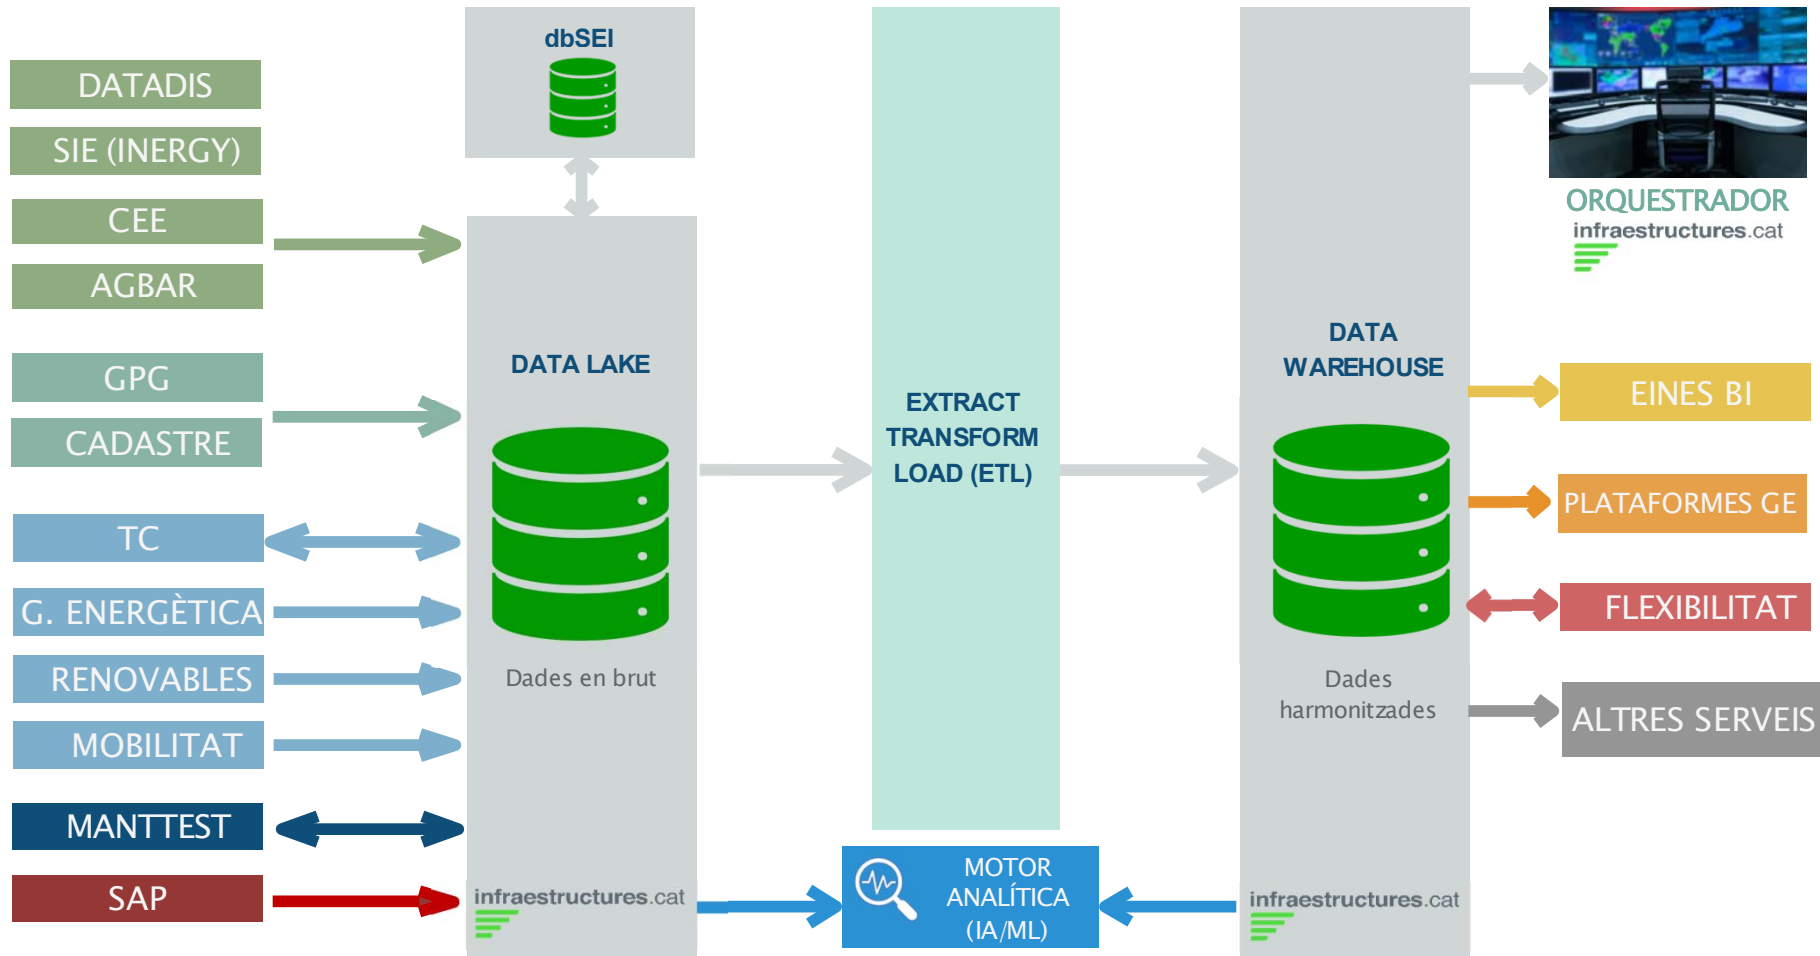 DATADIS
SIE (INERGY)
CEE
AGBAR
GPG
CADASTRE
TC
G. ENERGÈTICA
RENOVABLES
MOBILITAT
MANTTEST
SAP
dbSEI
DATA LAKE
Dades en brut
infraestructures.cat
EXTRACT
TRANSFORM
LOAD (ETL)
MOTOR
ANALÍTICA
(IA/ML)
DATA
WAREHOUSE
Dades
harmonitzades
infraestructures.cat
ORQUESTRADOR
infraestructures.cat
EINES BI
PLATAFORMES GE
FLEXIBILITAT
ALTRES SERVEIS